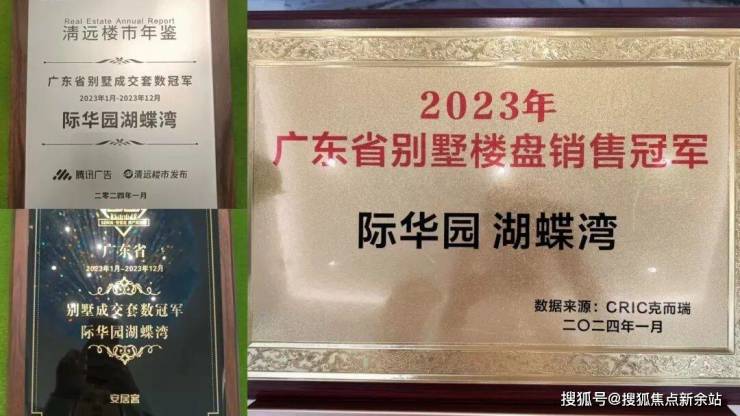 Real Estate Annual Report
清远楼市年鉴
广东省别墅成交套数冠军
2023年1月-2023年12月
际华园湖蝶湾
腾讯广告 清远楼市发布
二零二四年一月
广东省
2023年1月-2023年12月
别墅成交套数冠军
际华园湖蝶湾
安居客
2023年
广东省别墅楼盘销售冠军
际华园 湖蝶湾
数据来源：CRIC克而瑞
二〇二四年一月
搜狐号@搜狐焦点新余站